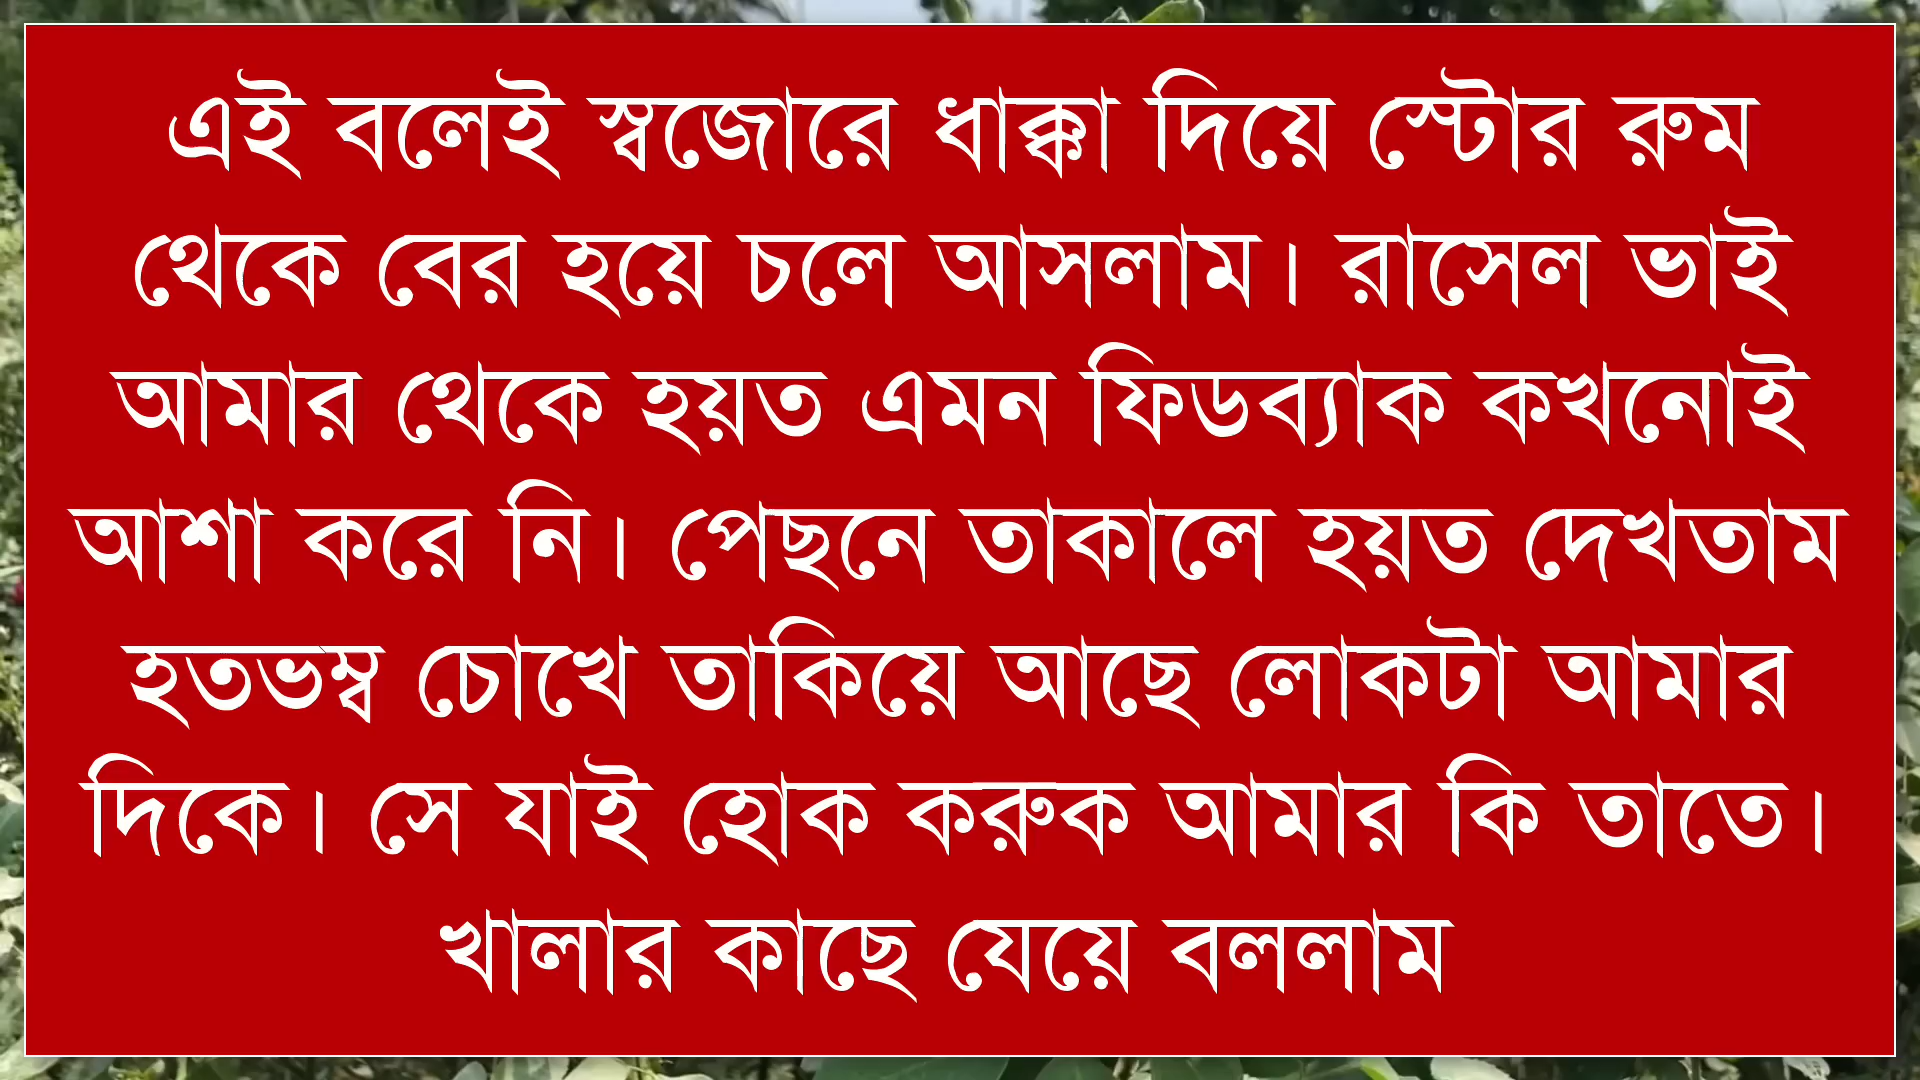 এই বলেই স্বজোরে ধাক্কা দিয়ে স্টোর রুম
থেকে বের হয়ে চলে আসলাম। রাসেল ভাই
আমার থেকে হয়ত এমন ফিডব্যাক কখনোই
আশা করে নি। পেছনে তাকালে হয়ত দেখতাম
হতভম্ব চোখে তাকিয়ে আছে লোকটা আমার
দিকে। সে যাই হোক করুক আমার কি তাতে।
খালার কাছে যেয়ে বললাম